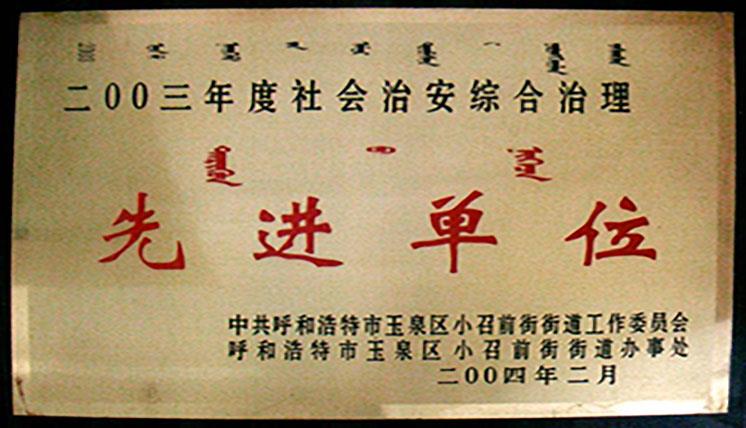 二00三年度社会治安综合治理
先进单位
中共呼和浩特市玉泉区小召前街街道工作委员会
呼和浩特市玉泉区小召前街街道办事处
二00四年二月